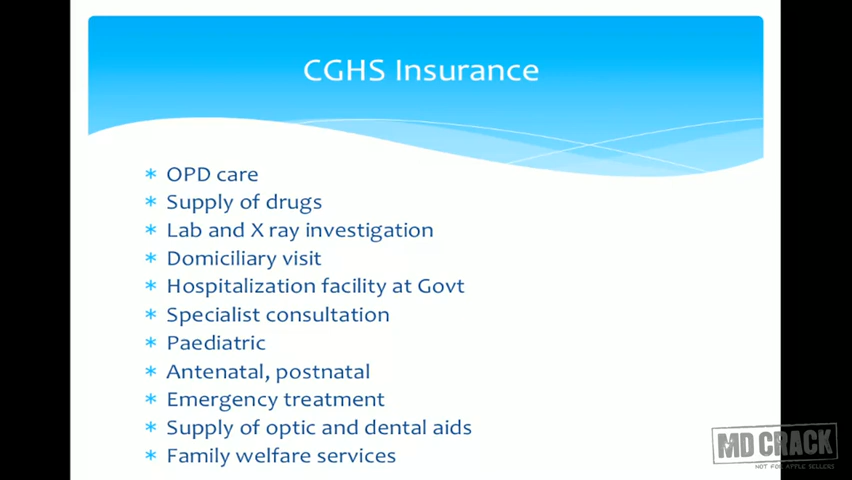 CGHS Insurance
* OPD care
* Supply of drugs
* Lab and X ray investigation
* Domiciliary visit
* Hospitalization facility at Govt
* Specialist consultation
* Paediatric
* Antenatal, postnatal
* Emergency treatment
* Supply of optic and dental aids
* Family welfare services
MD CRACK
NOT FOR APPLE SELLERS